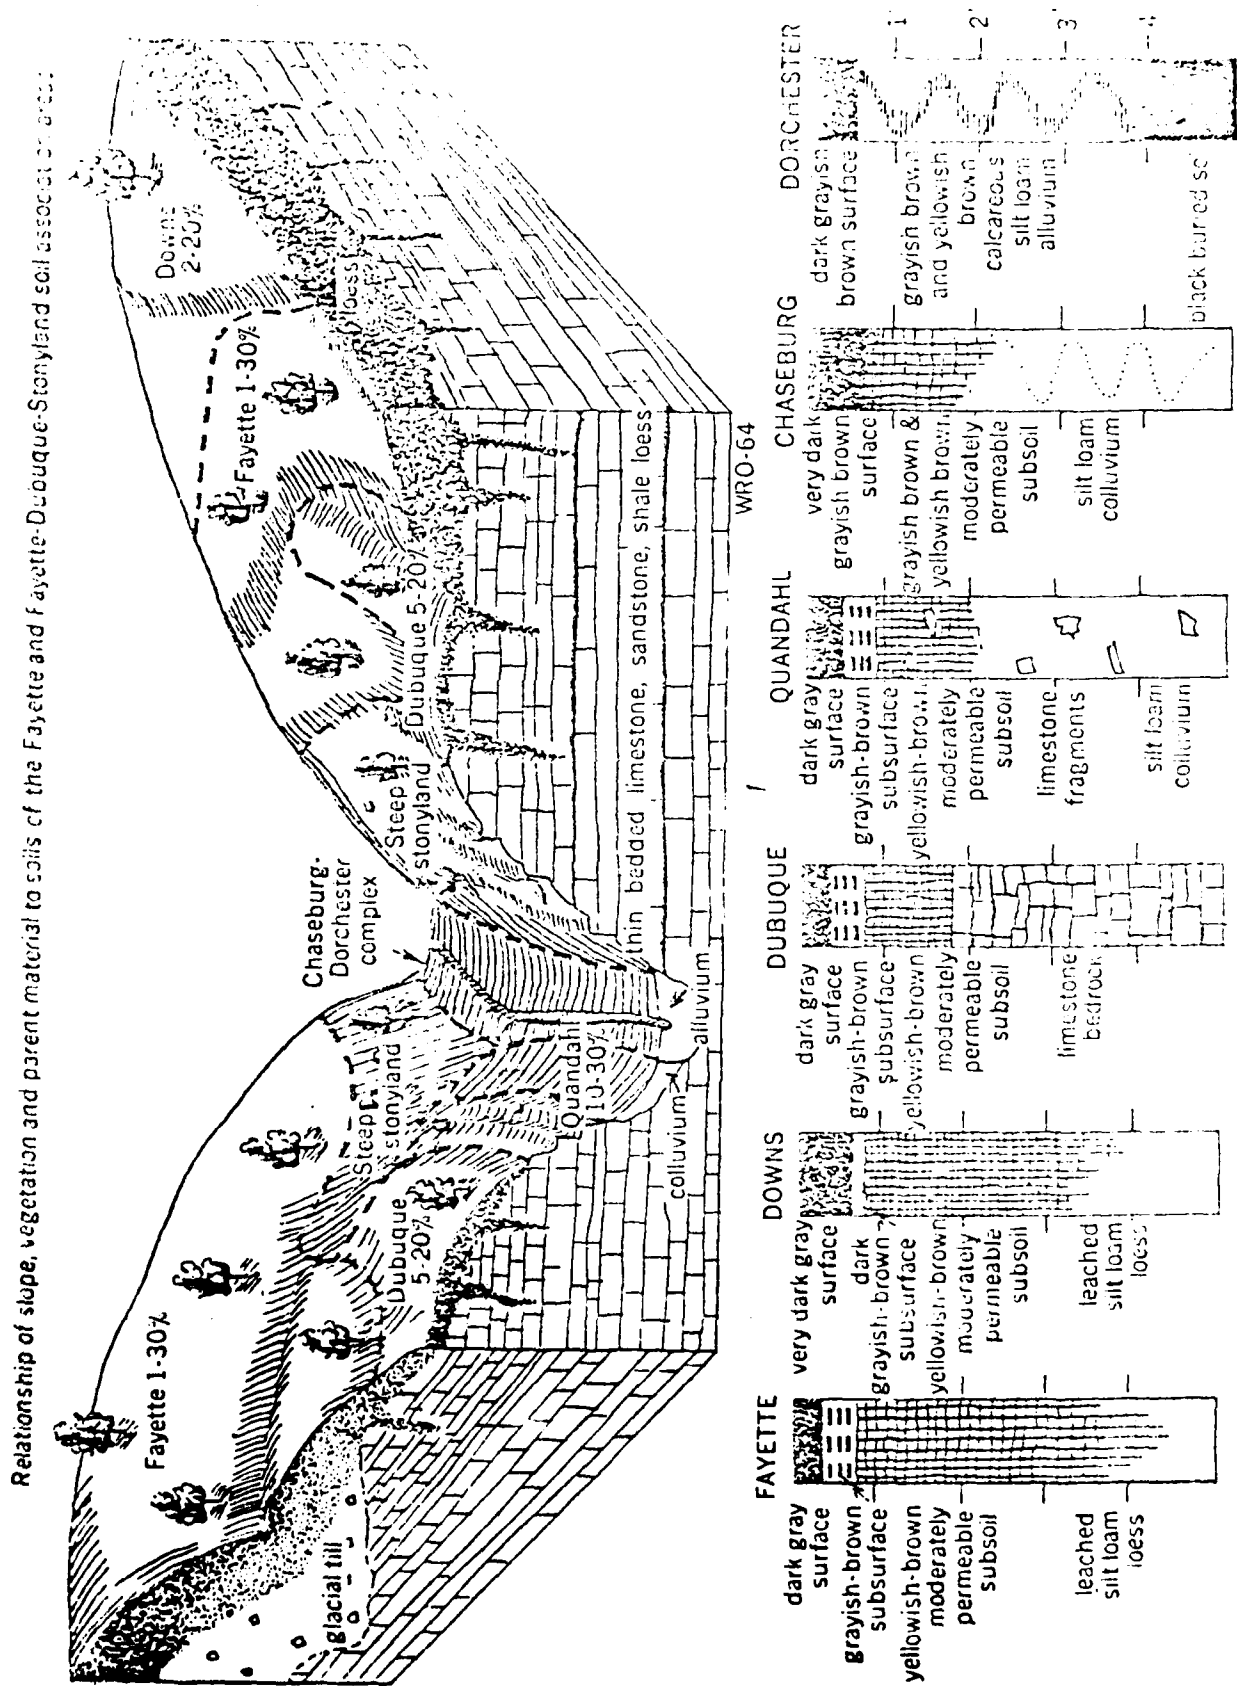 Relationship of slope, vegetation and parent material to soils of the Fayette and Fayette-Dubuque-Stonyland soil association areas
Fayette 1-30%
Downs
2-20%
Fayette 1-30%
loess
Chaseburg-
Dorchester
complex
Steep
stonyland
Steep
stonyland
Dubuque
5-20%
Dubuque 5-20%
glacial till
Quandahl
10-30%
colluvium
alluvium
thin bedded limestone, sandstone, shale loess
WRO-64
FAYETTE
dark gray
surface
grayish-brown
subsurface
yellowish-brown
moderately
permeable
subsoil
leached
silt loam
loess
DOWNS
very dark gray
surface
dark
grayish-brown
subsurface
yellowish-brown
moderately
permeable
subsoil
leached
silt loam
loess
DUBUQUE
dark gray
surface
grayish-brown
subsurface
yellowish-brown
moderately
permeable
subsoil
limestone
bedrock
QUANDAHL
dark gray
surface
grayish-brown
subsurface
yellowish-brown
moderately
permeable
subsoil
limestone
fragments
silt loam
colluvium
CHASEBURG
very dark
grayish brown
surface
grayish brown &
yellowish brown
moderately
permeable
subsoil
silt loam
colluvium
DORCHESTER
dark grayish
brown surface
grayish brown
and yellowish
brown
calcareous
silt loam
alluvium
black buried
1'
2'
3'
4'